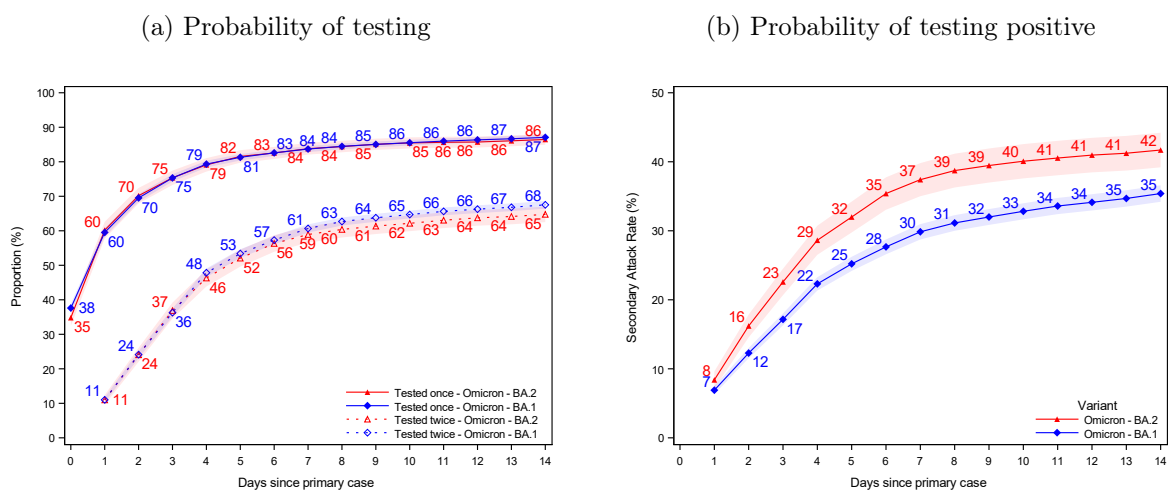 (a) Probability of testing
100
90
80
70
60
50
40
30
20
10
0
Proportion (%)
35 60 70 75 79 82 83 84 84 85 85 86 86 86
38 60 70 75 79 81 83 84 84 85 86 86 86 87 87
11 24 37 46 52 56 59 60 61 62 63 64 64 65
11 24 36 48 53 57 61 63 64 65 66 66 67 68
Tested once - Omicron - BA.2
Tested once - Omicron - BA.1
Tested twice - Omicron - BA.2
Tested twice - Omicron - BA.1
0 1 2 3 4 5 6 7 8 9 10 11 12 13 14
Days since primary case
(b) Probability of testing positive
50
40
30
20
10
0
Secondary Attack Rate (%)
8 16 23 29 32 35 37 39 39 40 41 41 41 42
7 12 17 22 25 28 30 31 32 33 34 34 35 35
Variant
Omicron - BA.2
Omicron - BA.1
0 1 2 3 4 5 6 7 8 9 10 11 12 13 14
Days since primary case